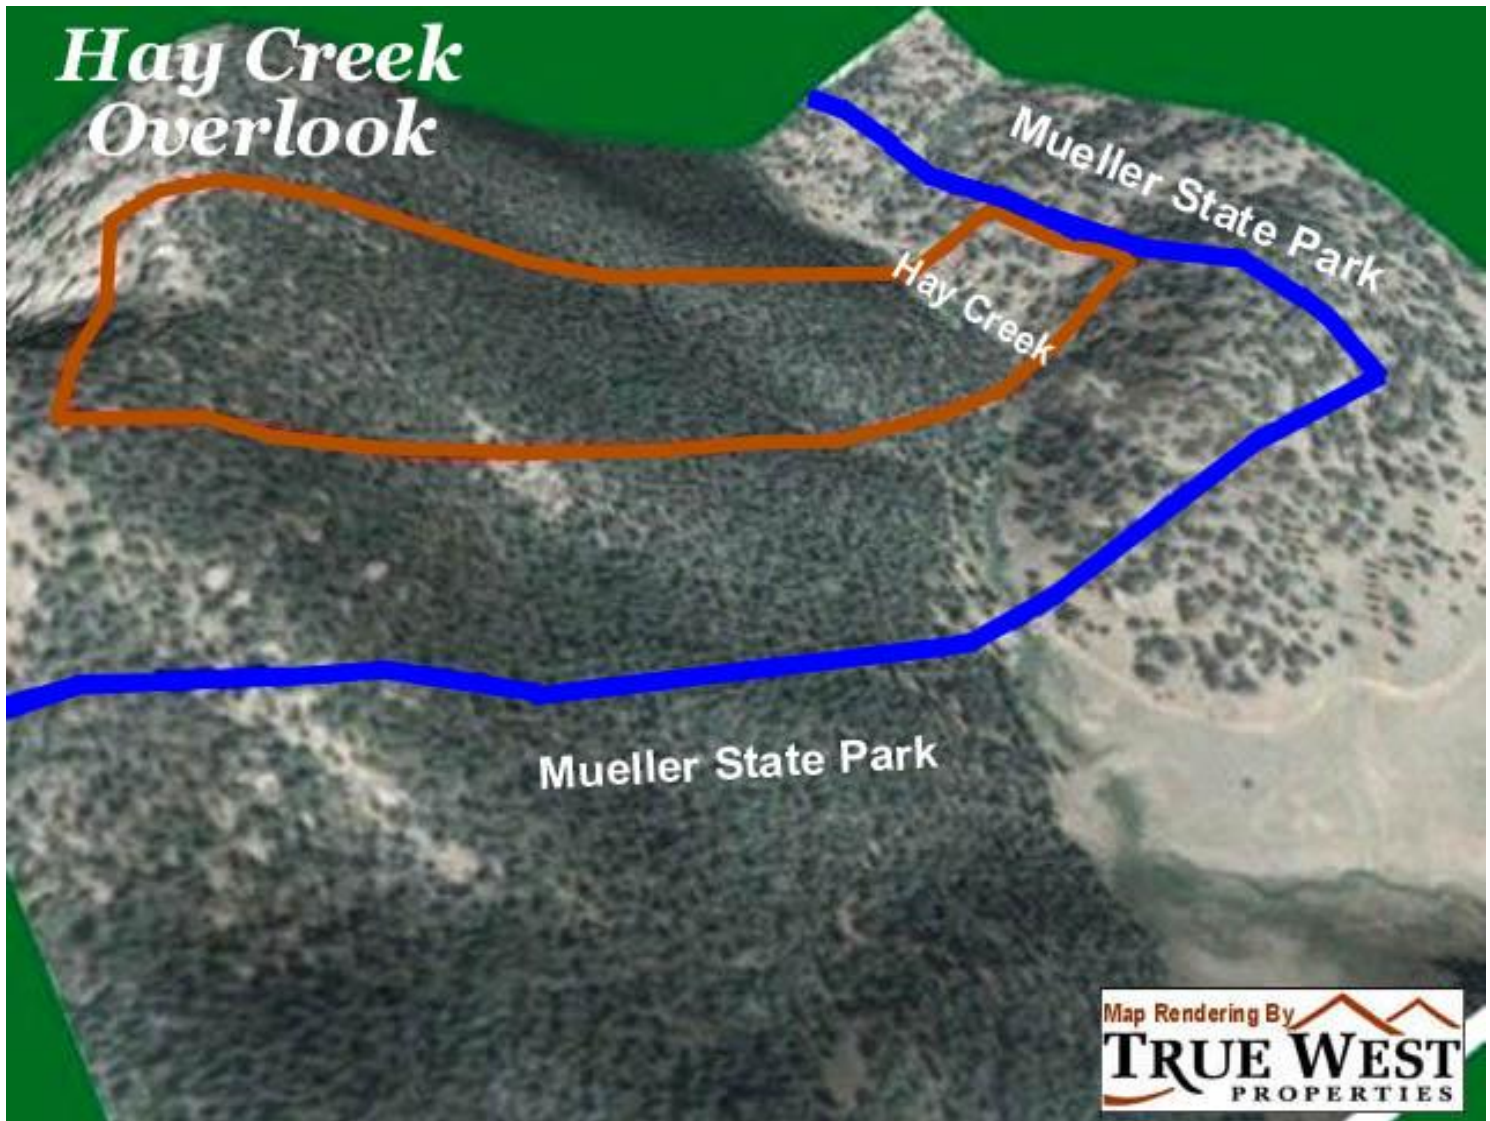 Hay Creek
Overlook
Mueller State Park
Hay Creek
Mueller State Park
Map Rendering By
TRUE WEST
PROPERTIES